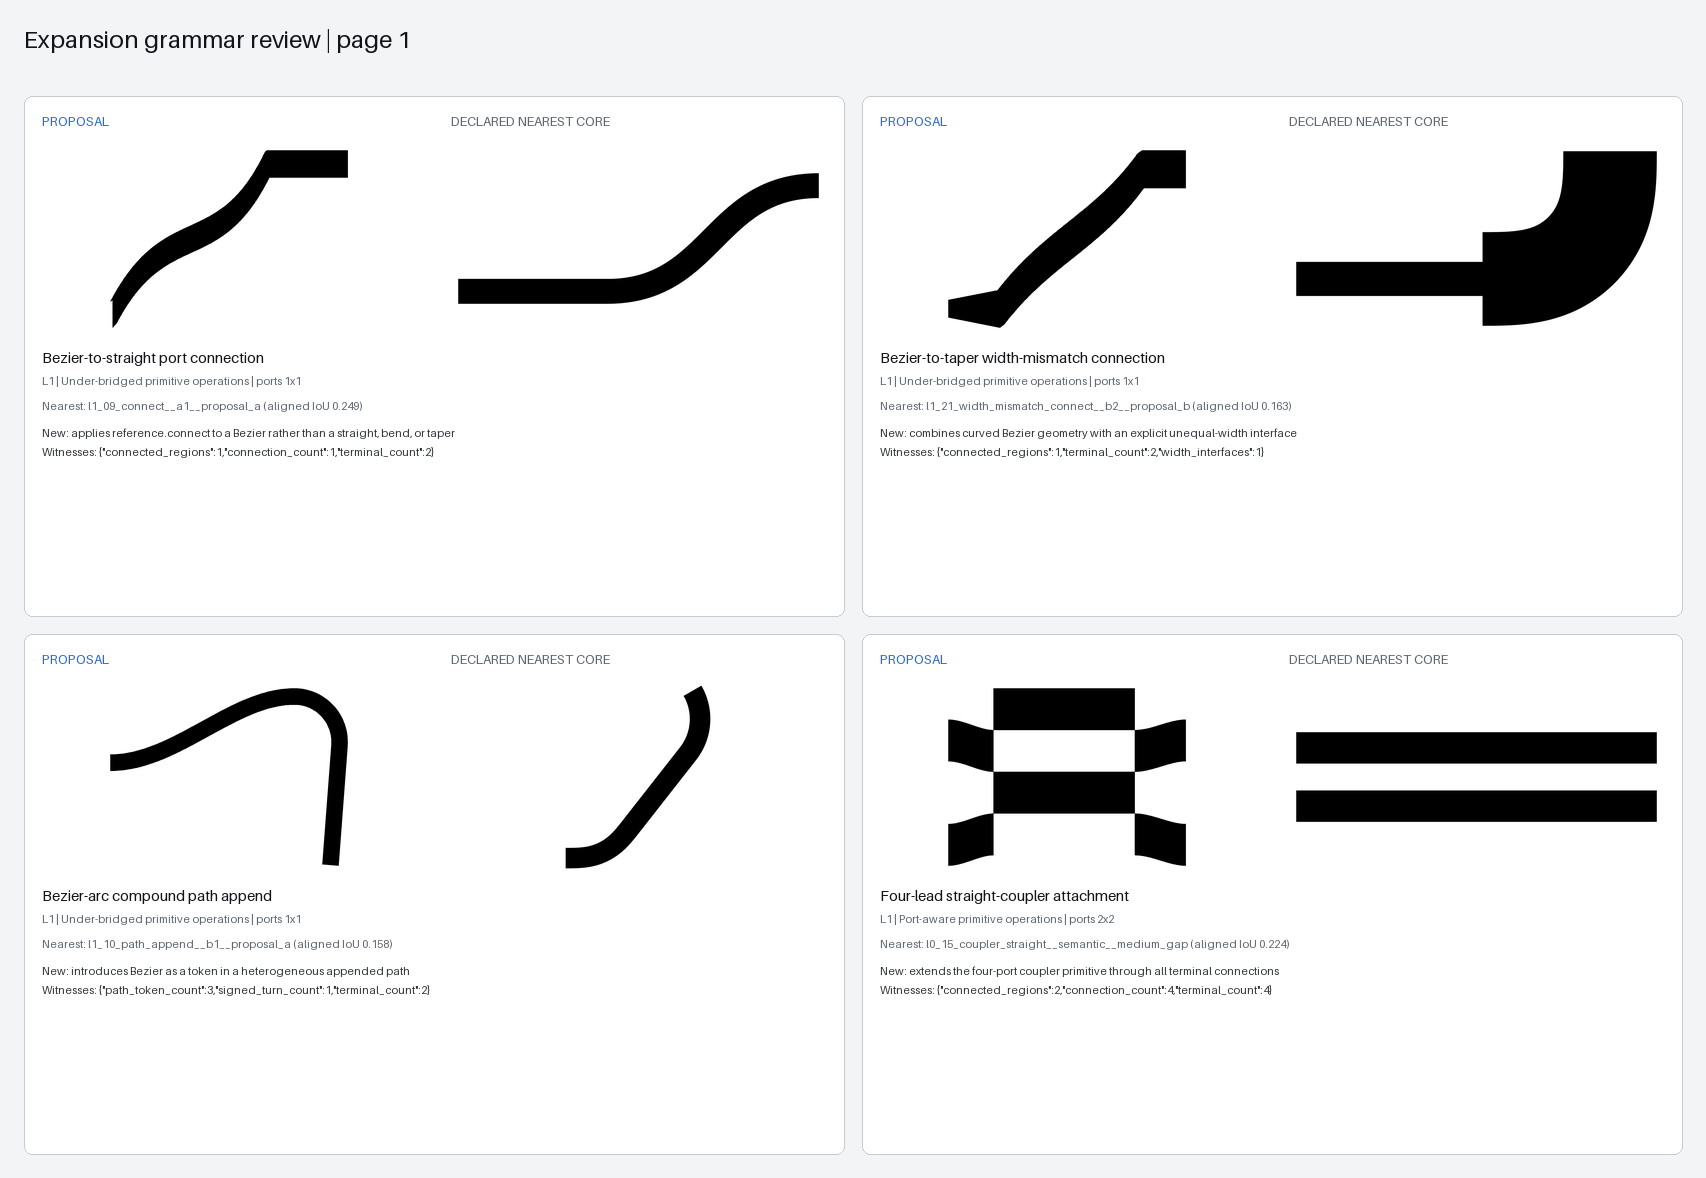 Expansion grammar review | page 1
PROPOSAL
DECLARED NEAREST CORE
Bezier-to-straight port connection
L1 | Under-bridged primitive operations | ports 1x1
Nearest: l1_09_connect__a1__proposal_a (aligned IoU 0.249)
New: applies reference.connect to a Bezier rather than a straight, bend, or taper
Witnesses: {"connected_regions":1,"connection_count":1,"terminal_count":2}
PROPOSAL
DECLARED NEAREST CORE
Bezier-to-taper width-mismatch connection
L1 | Under-bridged primitive operations | ports 1x1
Nearest: l1_21_width_mismatch_connect__b2__proposal_b (aligned IoU 0.163)
New: combines curved Bezier geometry with an explicit unequal-width interface
Witnesses: {"connected_regions":1,"terminal_count":2,"width_interfaces":1}
PROPOSAL
DECLARED NEAREST CORE
Bezier-arc compound path append
L1 | Under-bridged primitive operations | ports 1x1
Nearest: l1_10_path_append__b1__proposal_a (aligned IoU 0.158)
New: introduces Bezier as a token in a heterogeneous appended path
Witnesses: {"path_token_count":3,"signed_turn_count":1,"terminal_count":2}
PROPOSAL
DECLARED NEAREST CORE
Four-lead straight-coupler attachment
L1 | Port-aware primitive operations | ports 2x2
Nearest: l0_15_coupler_straight__semantic__medium_gap (aligned IoU 0.224)
New: extends the four-port coupler primitive through all terminal connections
Witnesses: {"connected_regions":2,"connection_count":4,"terminal_count":4}